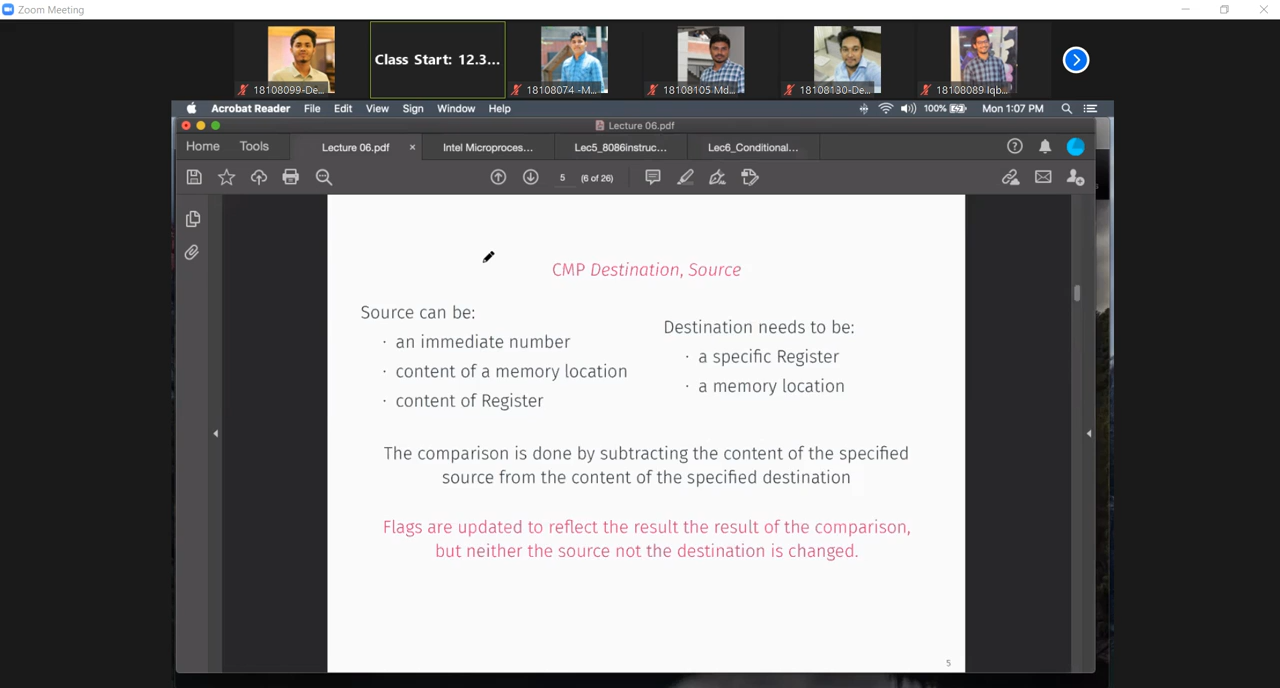 Zoom Meeting
Class Start: 12.3...
18108099-De...
18108074 -M...
18108105 Md...
18108130-De...
18108089 Iqb...
Acrobat Reader File Edit View Sign Window Help
100% Mon 1:07 PM
Lecture 06.pdf
Home Tools Lecture 06.pdf × Intel Microproces... Lec5_8086instruc... Lec6_Conditional...
5 (6 of 26)
CMP Destination, Source
Source can be:
· an immediate number
· content of a memory location
· content of Register
Destination needs to be:
· a specific Register
· a memory location
The comparison is done by subtracting the content of the specified
source from the content of the specified destination
Flags are updated to reflect the result the result of the comparison,
but neither the source not the destination is changed.
5